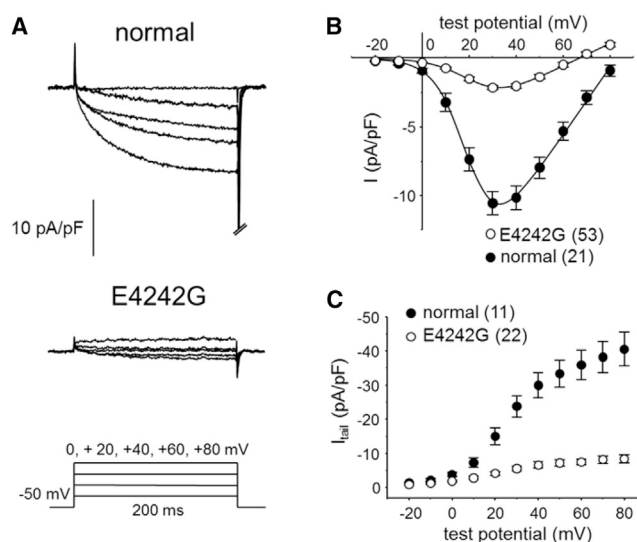 A
normal
10 pA/pF
E4242G
0, + 20, +40, +60, +80 mV
-50 mV
200 ms
B
test potential (mV)
-20 0 20 40 60 80
-5
-10
I (pA/pF)
E4242G (53)
normal (21)
C
normal (11)
E4242G (22)
-50
-40
-30
-20
-10
0
Itail (pA/pF)
-20 0 20 40 60 80
test potential (mV)